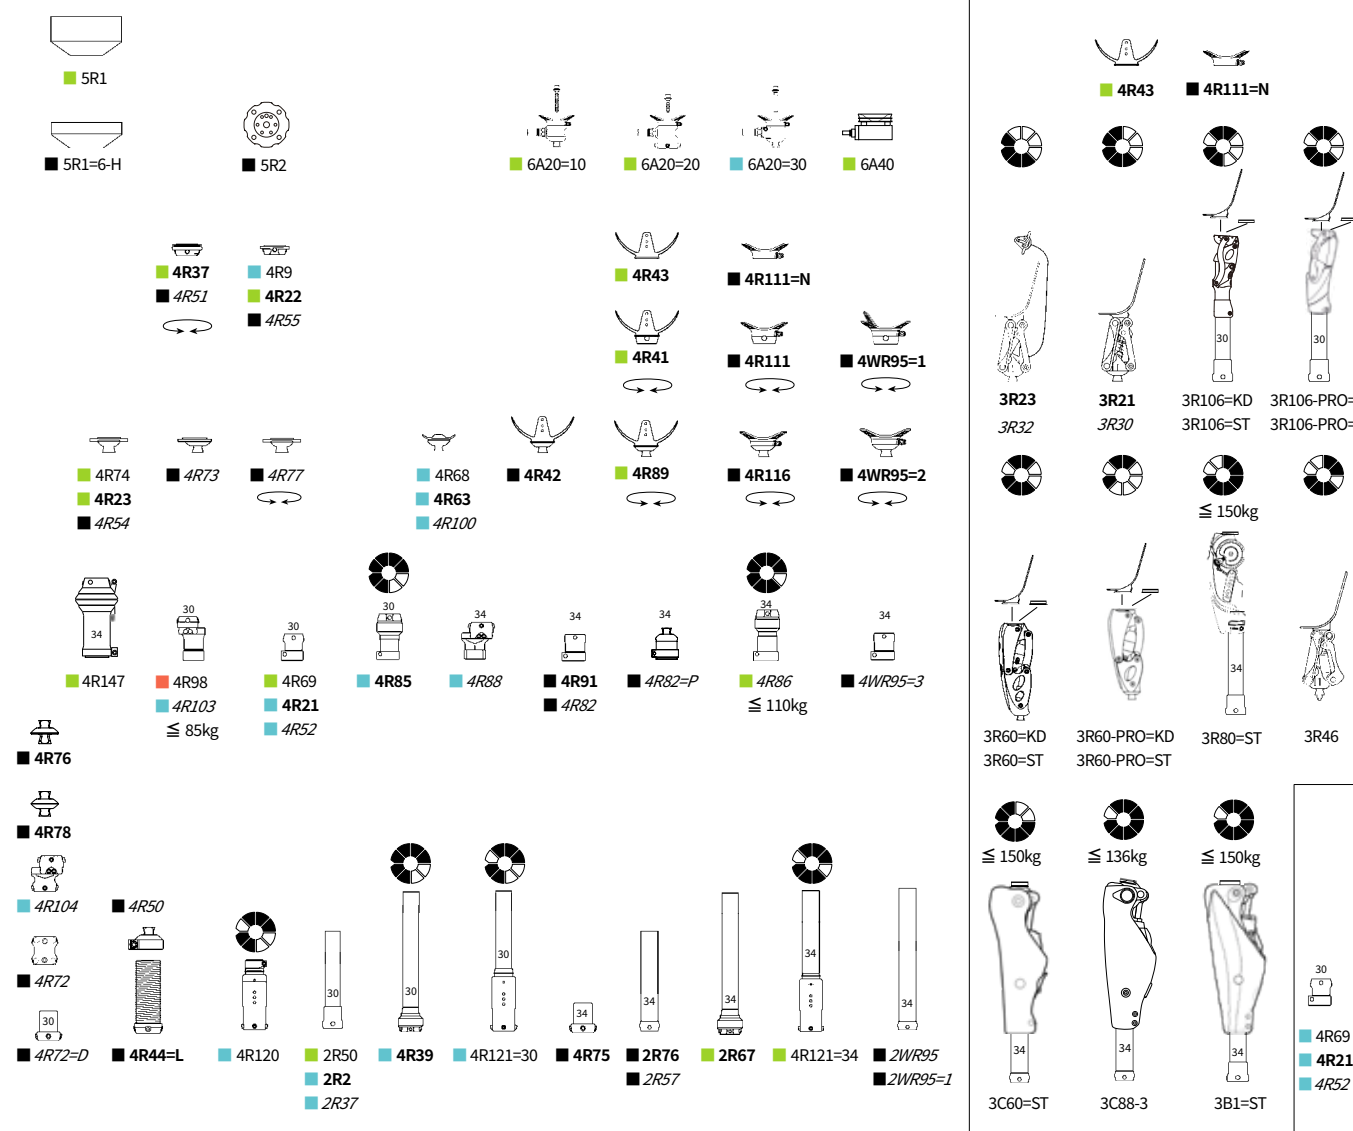 5R1
5R1=6-H
5R2
6A20=10
6A20=20
6A20=30
6A40
4R37
4R51
4R9
4R22
4R55
4R43
4R111=N
4R41
4R111
4WR95=1
4R74
4R23
4R54
4R73
4R77
4R68
4R63
4R100
4R42
4R89
4R116
4WR95=2
34
4R147
30
4R98
4R103
≦ 85kg
30
4R69
4R21
4R52
30
4R85
34
4R88
34
4R91
4R82
4R82=P
34
4R86
≦ 110kg
34
4WR95=3
4R76
4R78
4R104
4R50
4R72
30
4R72=D
4R44=L
4R120
30
2R50
2R2
2R37
30
4R39
30
4R121=30
34
4R75
34
2R76
2R57
34
2R67
34
4R121=34
34
2WR95
2WR95=1
4R43
4R111=N
3R23
3R32
3R21
3R30
30
3R106=KD
3R106=ST
30
3R106-PRO=
3R106-PRO=
3R60=KD
3R60=ST
3R60-PRO=KD
3R60-PRO=ST
≦ 150kg
34
3R80=ST
3R46
≦ 150kg
34
3C60=ST
≦ 136kg
34
3C88-3
≦ 150kg
34
3B1=ST
30
4R69
4R21
4R52